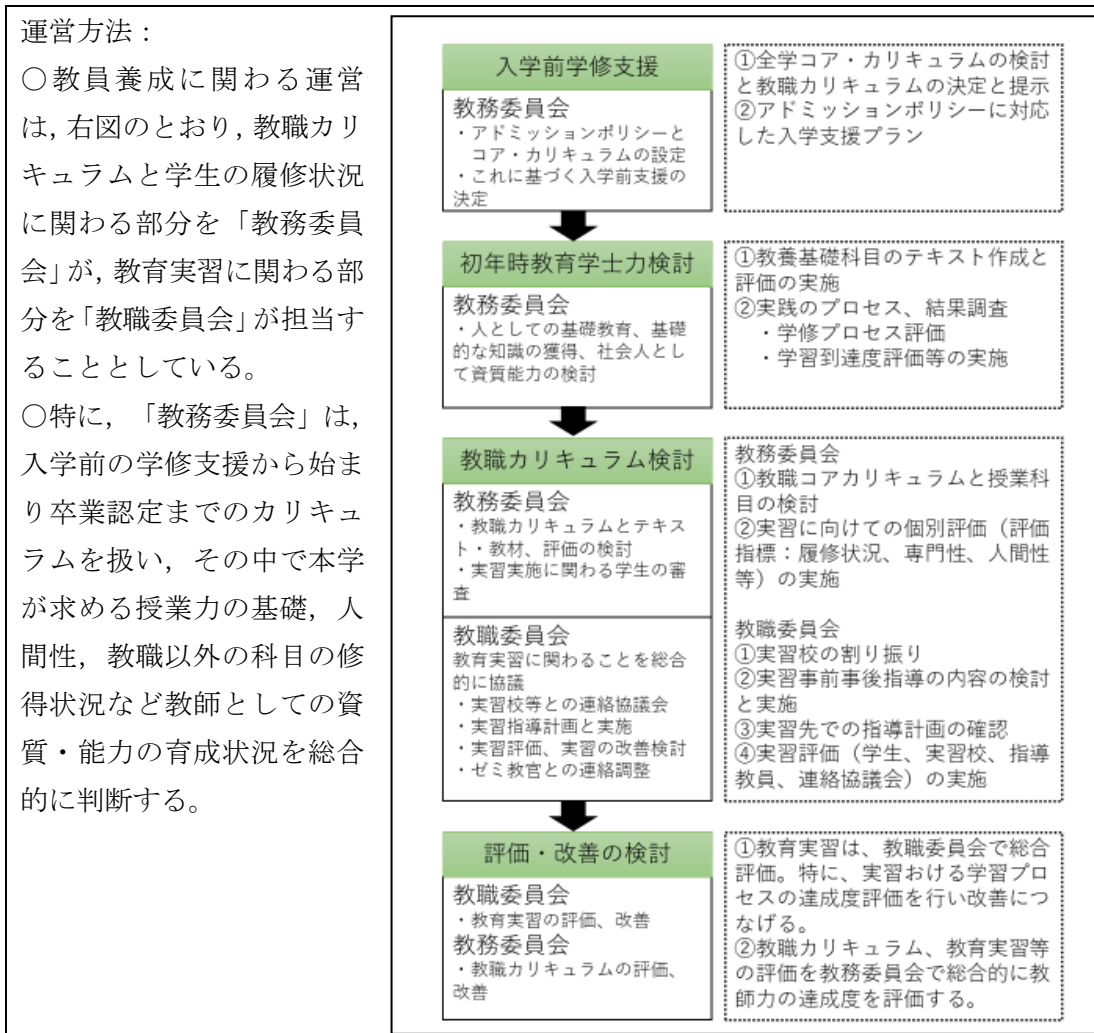 運営方法：
〇教員養成に関わる運営
は，右図のとおり，教職カリ
キュラムと学生の履修状況
に関わる部分を「教務委員
会」が，教育実習に関わる部
分を「教職委員会」が担当す
ることとしている。
〇特に，「教務委員会」は，
入学前の学修支援から始ま
り卒業認定までのカリキュ
ラムを扱い，その中で本学
が求める授業力の基礎，人
間性，教職以外の科目の修
得状況など教師としての資
質・能力の育成状況を総合
的に判断する。
入学前学修支援
教務委員会
・アドミッションポリシーと
コア・カリキュラムの設定
・これに基づく入学前支援の
決定
①全学コア・カリキュラムの検討
と教職カリキュラムの決定と提示
②アドミッションポリシーに対応
した入学支援プラン
初年時教育学士力検討
教務委員会
・人としての基礎教育、基礎
的な知識の獲得、社会人とし
て資質能力の検討
①教養基礎科目のテキスト作成と
評価の実施
②実践のプロセス、結果調査
・学修プロセス評価
・学習到達度評価等の実施
教職カリキュラム検討
教務委員会
・教職カリキュラムとテキス
ト・教材、評価の検討
・実習実施に関わる学生の審
査
教職委員会
教育実習に関わることを総合
的に協議
・実習校等との連絡協議会
・実習指導計画と実施
・実習評価、実習の改善検討
・ゼミ教官との連絡調整
教務委員会
①教職コアカリキュラムと授業科
目の検討
②実習に向けての個別評価（評価
指標：履修状況、専門性、人間性
等）の実施
教職委員会
①実習校の割り振り
②実習事前事後指導の内容の検討
と実施
③実習先での指導計画の確認
④実習評価（学生、実習校、指導
教員、連絡協議会）の実施
評価・改善の検討
教職委員会
・教育実習の評価、改善
教務委員会
・教職カリキュラムの評価、
改善
①教育実習は、教職委員会で総合
評価。特に、実習おける学習プロ
セスの達成度評価を行い改善につ
なげる。
②教職カリキュラム、教育実習等
の評価を教務委員会で総合的に教
師力の達成度を評価する。